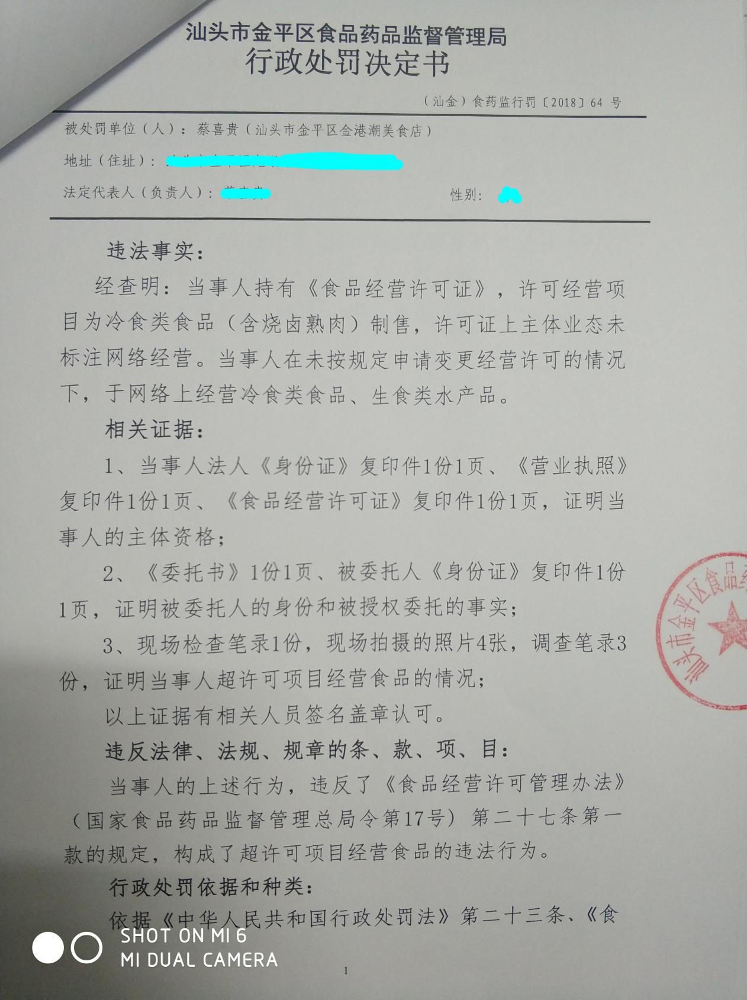 汕头市金平区食品药品监督管理局
行政处罚决定书
（汕金）食药监行罚〔2018〕64 号
被处罚单位（人）：蔡喜贵（汕头市金平区金港潮美食店）
地址（住址）：
法定代表人（负责人）：
性别：
违法事实：
经查明：当事人持有《食品经营许可证》，许可经营项
目为冷食类食品（含烧卤熟肉）制售，许可证上主体业态未
标注网络经营。当事人在未按规定申请变更经营许可的情况
下，于网络上经营冷食类食品、生食类水产品。
相关证据：
1、当事人法人《身份证》复印件1份1页、《营业执照》
复印件1份1页、《食品经营许可证》复印件1份1页，证明当
事人的主体资格；
2、《委托书》1份1页、被委托人《身份证》复印件1份
1页，证明被委托人的身份和被授权委托的事实；
3、现场检查笔录1份，现场拍摄的照片4张，调查笔录3
份，证明当事人超许可项目经营食品的情况；
以上证据有相关人员签名盖章认可。
违反法律、法规、规章的条、款、项、目：
当事人的上述行为，违反了《食品经营许可管理办法》
（国家食品药品监督管理总局令第17号）第二十七条第一
款的规定，构成了超许可项目经营食品的违法行为。
行政处罚依据和种类：
依据《中华人民共和国行政处罚法》第二十三条、《食
汕头市金平区食品
SHOT ON MI 6
MI DUAL CAMERA
1